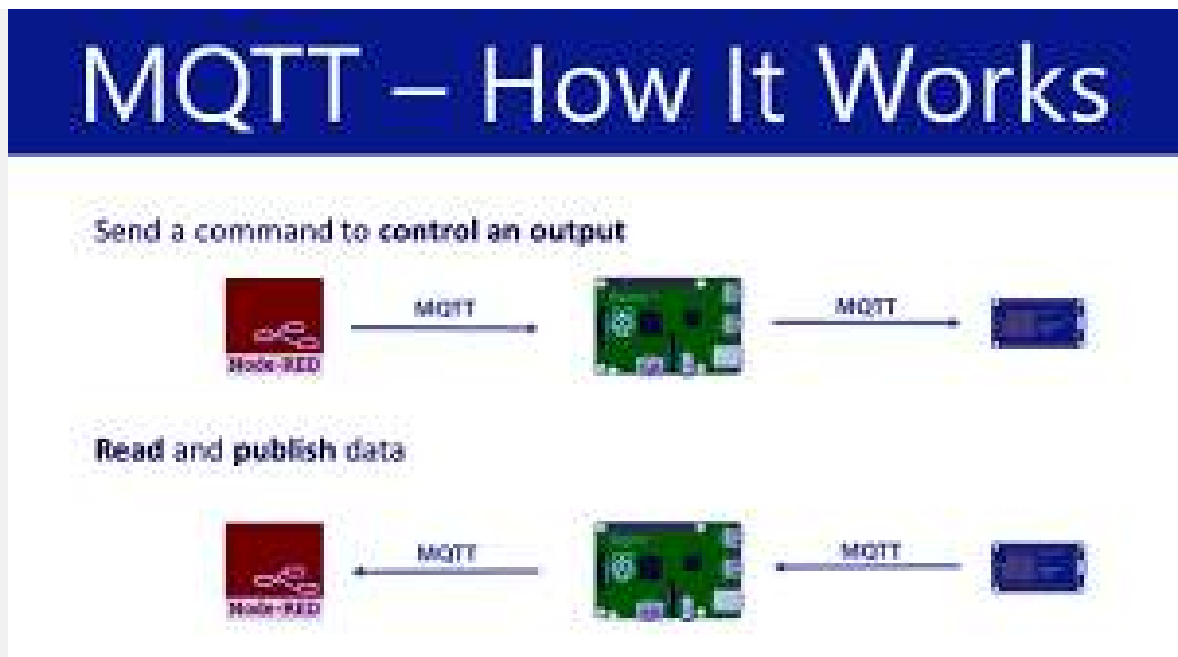 MQTT – How It Works
Send a command to control an output
MQTT
MQTT
Node-RED
Read and publish data
MQTT
MQTT
Node-RED